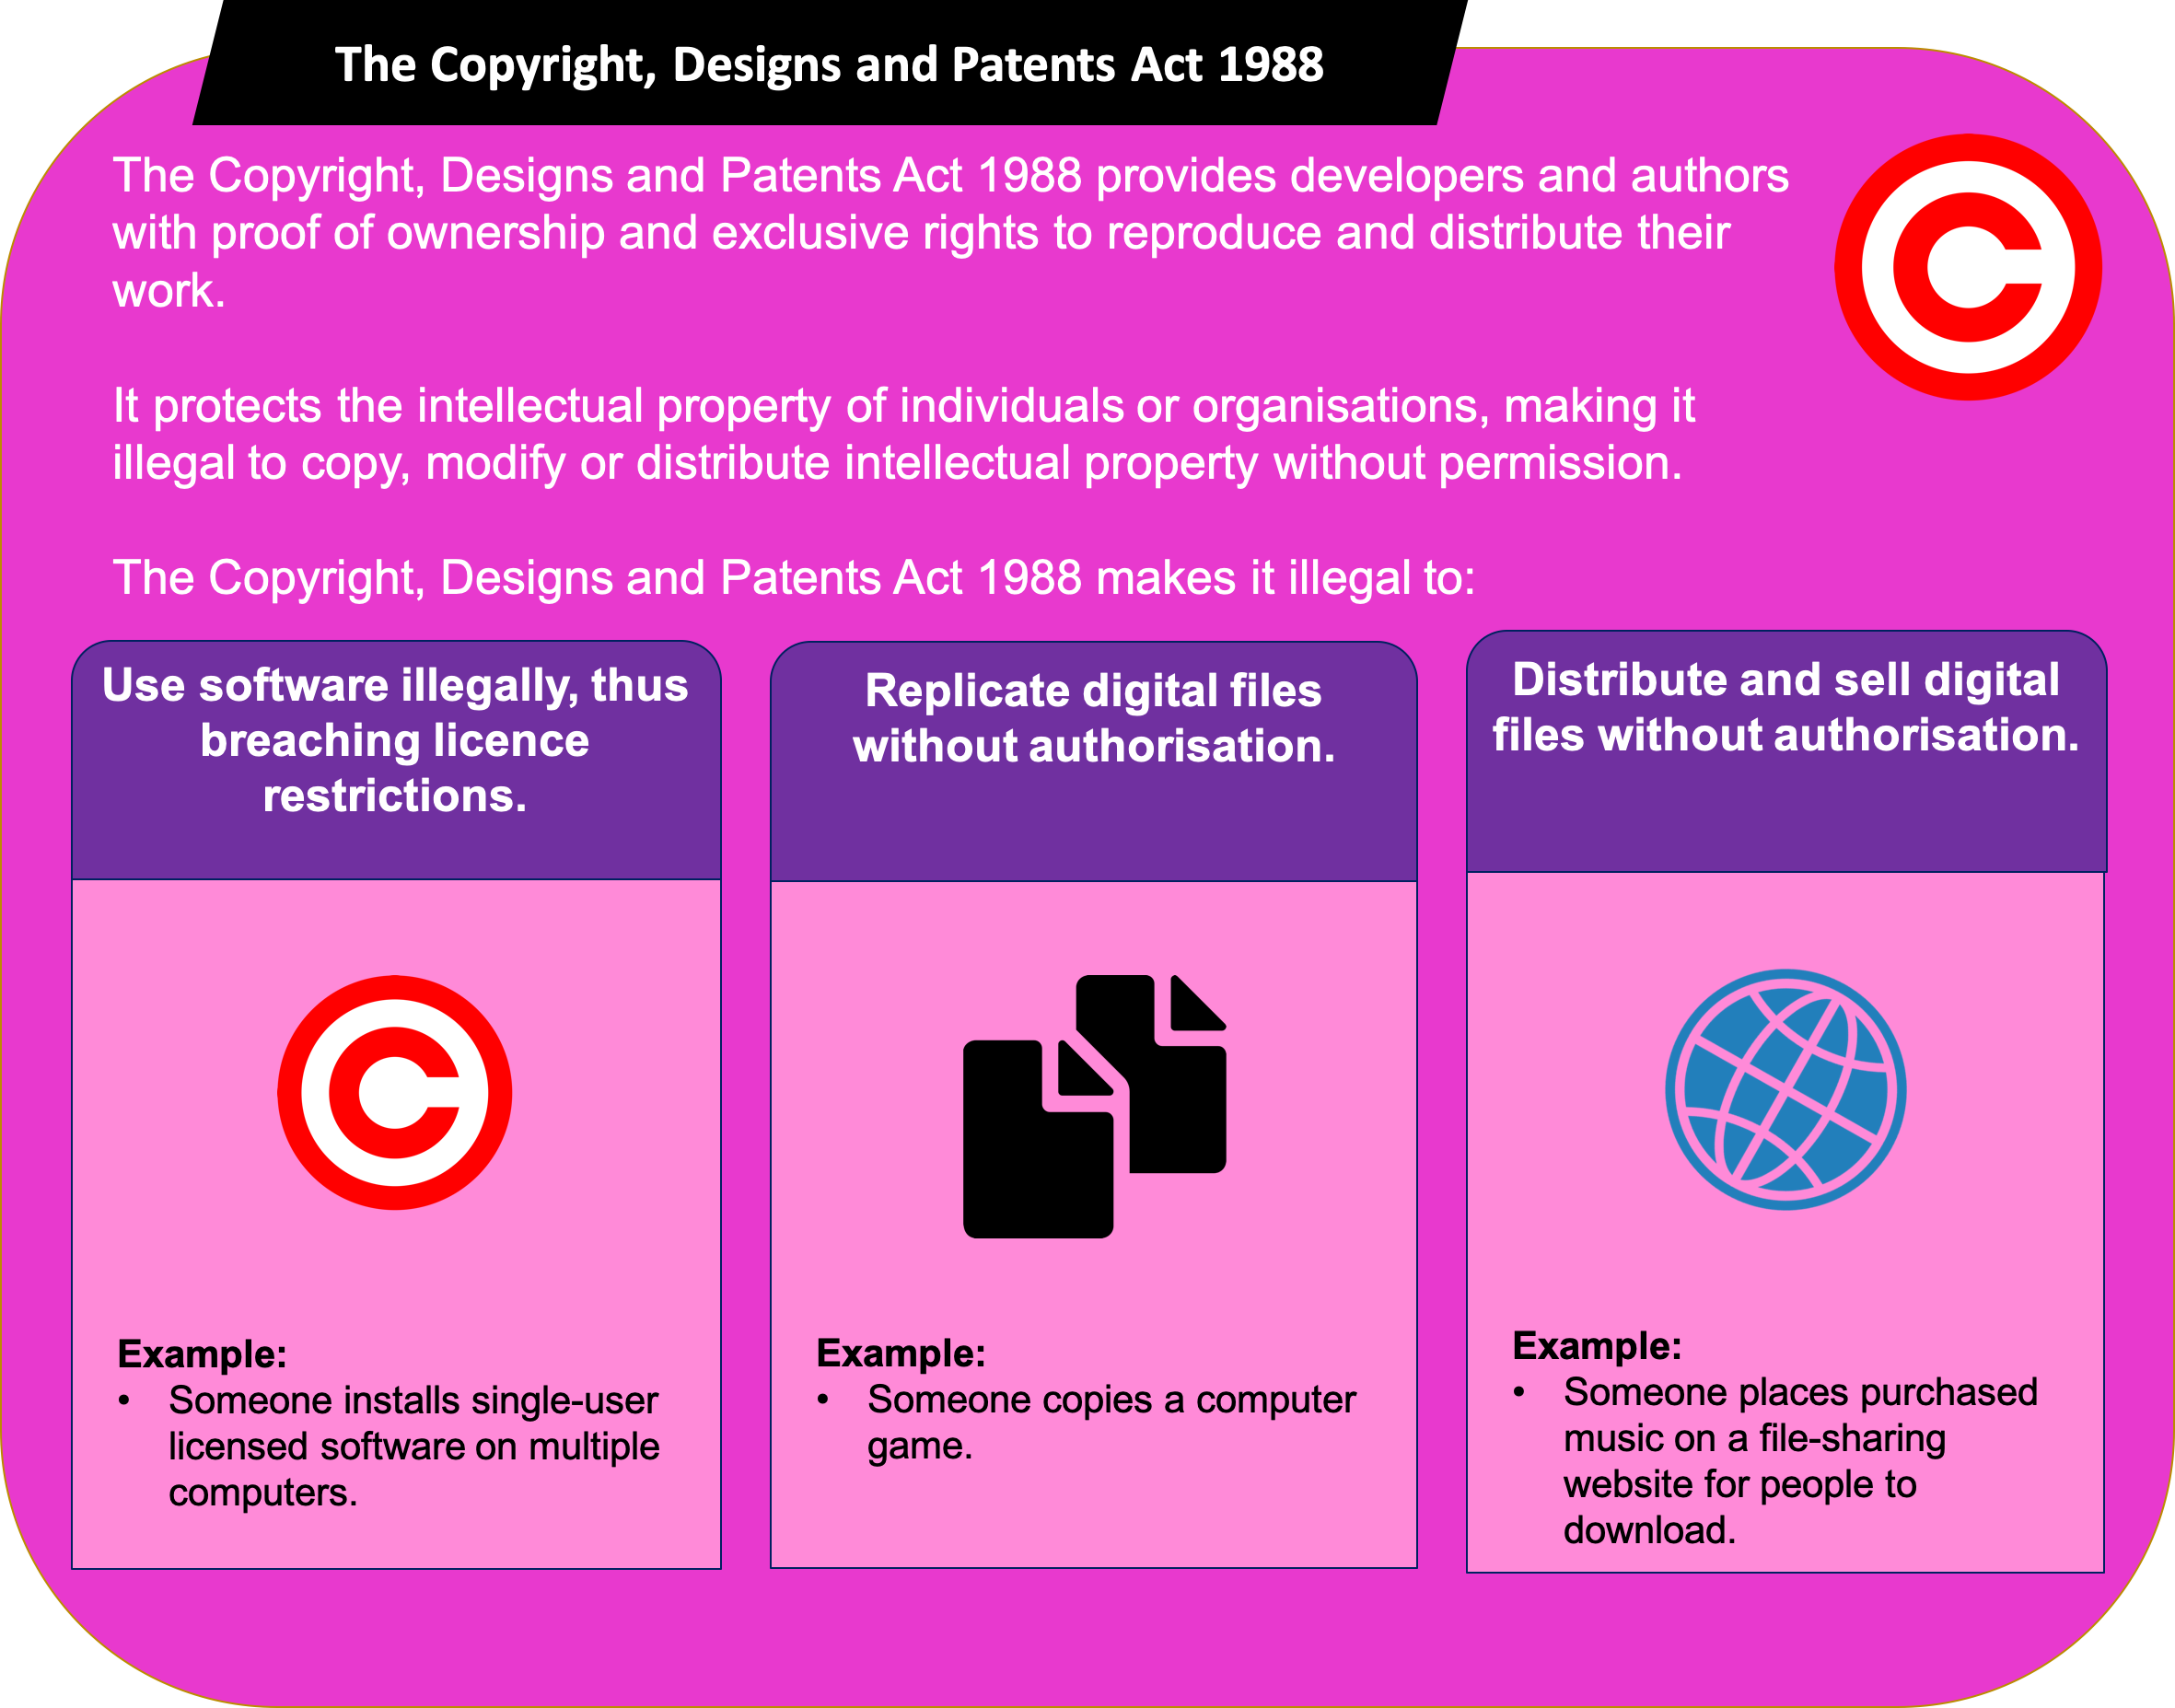 The Copyright, Designs and Patents Act 1988
The Copyright, Designs and Patents Act 1988 provides developers and authors
with proof of ownership and exclusive rights to reproduce and distribute their
work.
It protects the intellectual property of individuals or organisations, making it
illegal to copy, modify or distribute intellectual property without permission.
The Copyright, Designs and Patents Act 1988 makes it illegal to:
Use software illegally, thus
breaching licence
restrictions.
Example:
• Someone installs single-user
licensed software on multiple
computers.
Replicate digital files
without authorisation.
Example:
• Someone copies a computer
game.
Distribute and sell digital
files without authorisation.
Example:
• Someone places purchased
music on a file-sharing
website for people to
download.